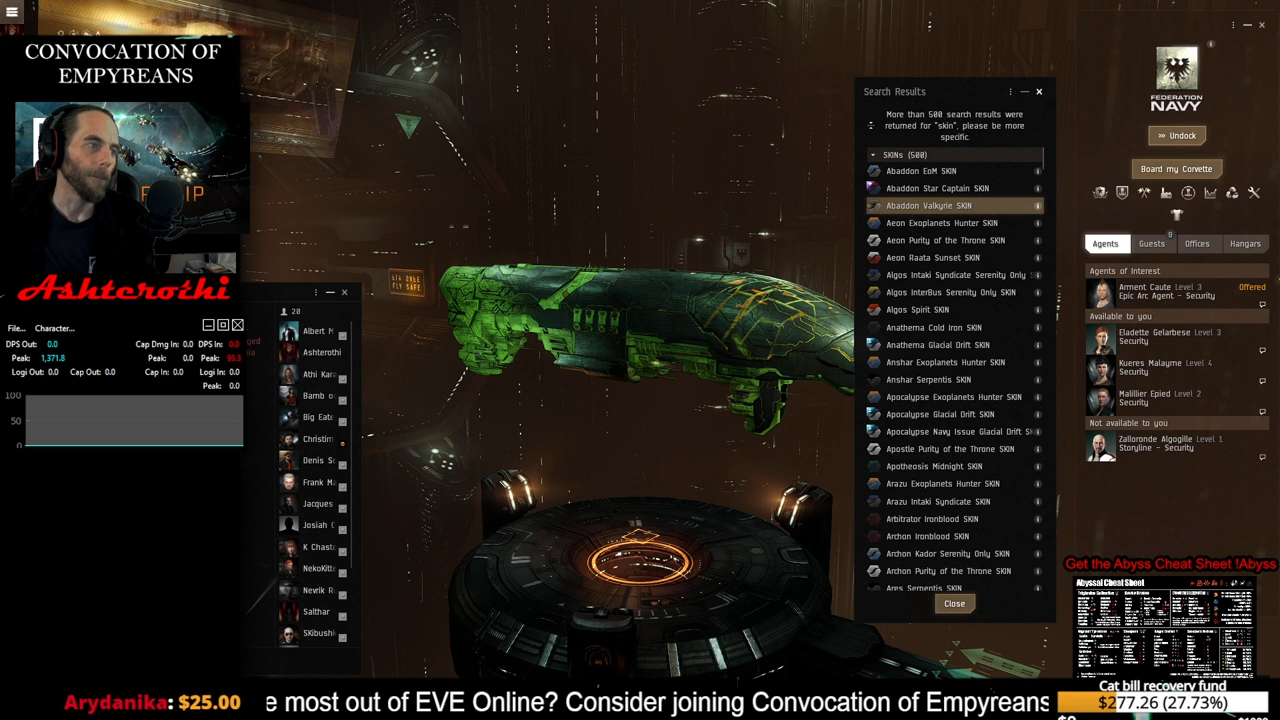 CONVOCATION OF
EMPYREANS
Ashterothi
File... Character...
DPS Out: 0.0 Cap Dmg In: 0.0 DPS In: 0.0
Peak: 1,371.8 Peak: 0.0 Peak: 93.3
Logi Out: 0.0 Cap Out: 0.0 Cap In: 0.0 Logi In: 0.0
Peak: 0.0
100
50
0
20
Albert M
Ashterothi
Athi Kara
Bamb o
Big Eate
Christim
Denis Sc
Frank Ma
Jacques
Josiah C
K Chasto
NekoKitt
Nevrik R
Salthar
SKibushi
FLY SAFE
Search Results
More than 500 search results were
returned for "skin", please be more
specific.
SKINs (500)
Abaddon EoM SKIN
Abaddon Star Captain SKIN
Abaddon Valkyrie SKIN
Aeon Exoplanets Hunter SKIN
Aeon Purity of the Throne SKIN
Aeon Raata Sunset SKIN
Algos Intaki Syndicate Serenity Only
Algos InterBus Serenity Only SKIN
Algos Spirit SKIN
Anathema Cold Iron SKIN
Anathema Glacial Drift SKIN
Anshar Exoplanets Hunter SKIN
Anshar Serpentis SKIN
Apocalypse Exoplanets Hunter SKIN
Apocalypse Glacial Drift SKIN
Apocalypse Navy Issue Glacial Drift S
Apostle Purity of the Throne SKIN
Apotheosis Midnight SKIN
Arazu Exoplanets Hunter SKIN
Arazu Intaki Syndicate SKIN
Arbitrator Ironblood SKIN
Archon Ironblood SKIN
Archon Kador Serenity Only SKIN
Archon Purity of the Throne SKIN
Ares Serpentis SKIN
Close
FEDERATION
NAVY
Undock
Board my Corvette
9
Agents Guests Offices Hangars
Agents of Interest
Arment Caute Level 3 Offered
Epic Arc Agent - Security
Available to you
Eladette Gelarbese Level 3
Security
Kueres Malayme Level 4
Security
Malillier Epied Level 2
Security
Not available to you
Zalloronde Algogille Level 1
Storyline - Security
Get the Abyss Cheat Sheet !Abyss
Abyssal Cheat Sheet
Cat bill recovery fund
$277.26 (27.73%)
Arydanika: $25.00
e most out of EVE Online? Consider joining Convocation of Empyreans